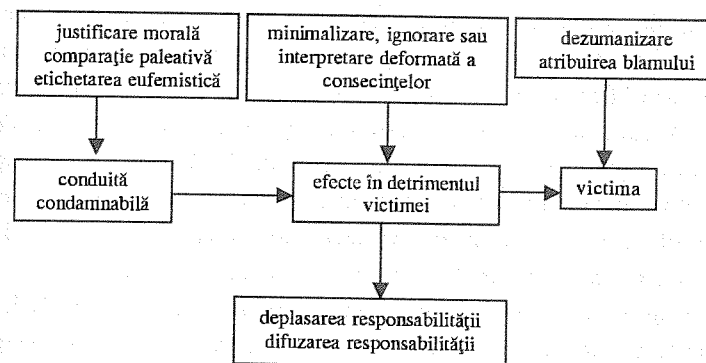 justificare morală
comparaţie paleativă
etichetarea eufemistică
minimalizare, ignorare sau
interpretare deformată a
consecinţelor
dezumanizare
atribuirea blamului
conduită
condamnabilă
efecte în detrimentul
victimei
victima
deplasarea responsabilităţii
difuzarea responsabilităţii